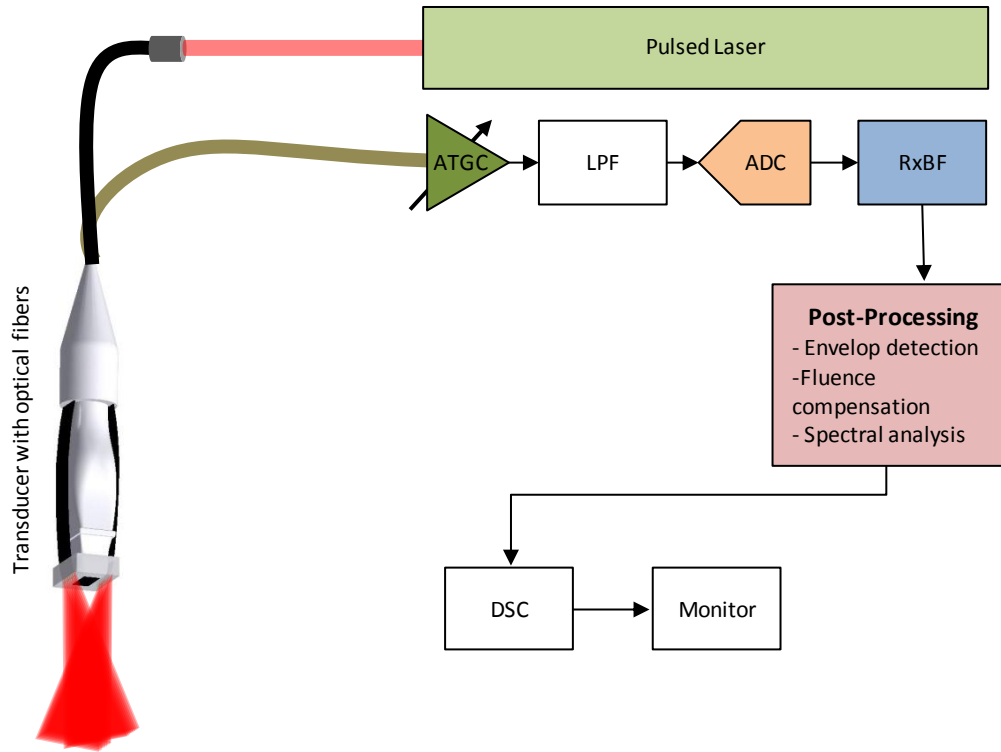 Pulsed Laser
ATGC
LPF
ADC
RxBF
Transducer with optical fibers
Post-Processing
- Envelop detection
-Fluence
compensation
- Spectral analysis
DSC
Monitor